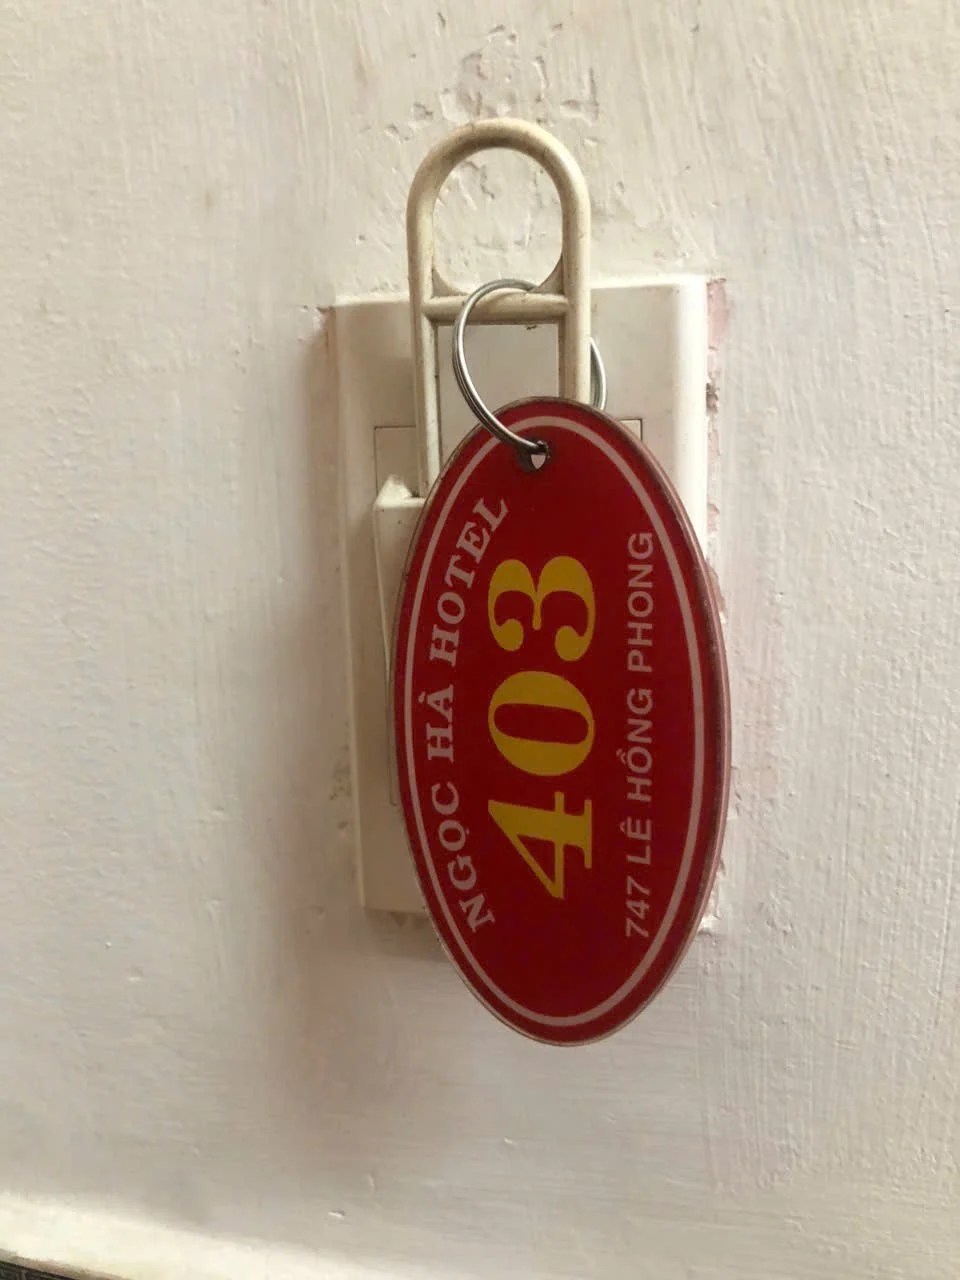 NGỌC HÀ HOTEL
403
747 LÊ HỒNG PHONG